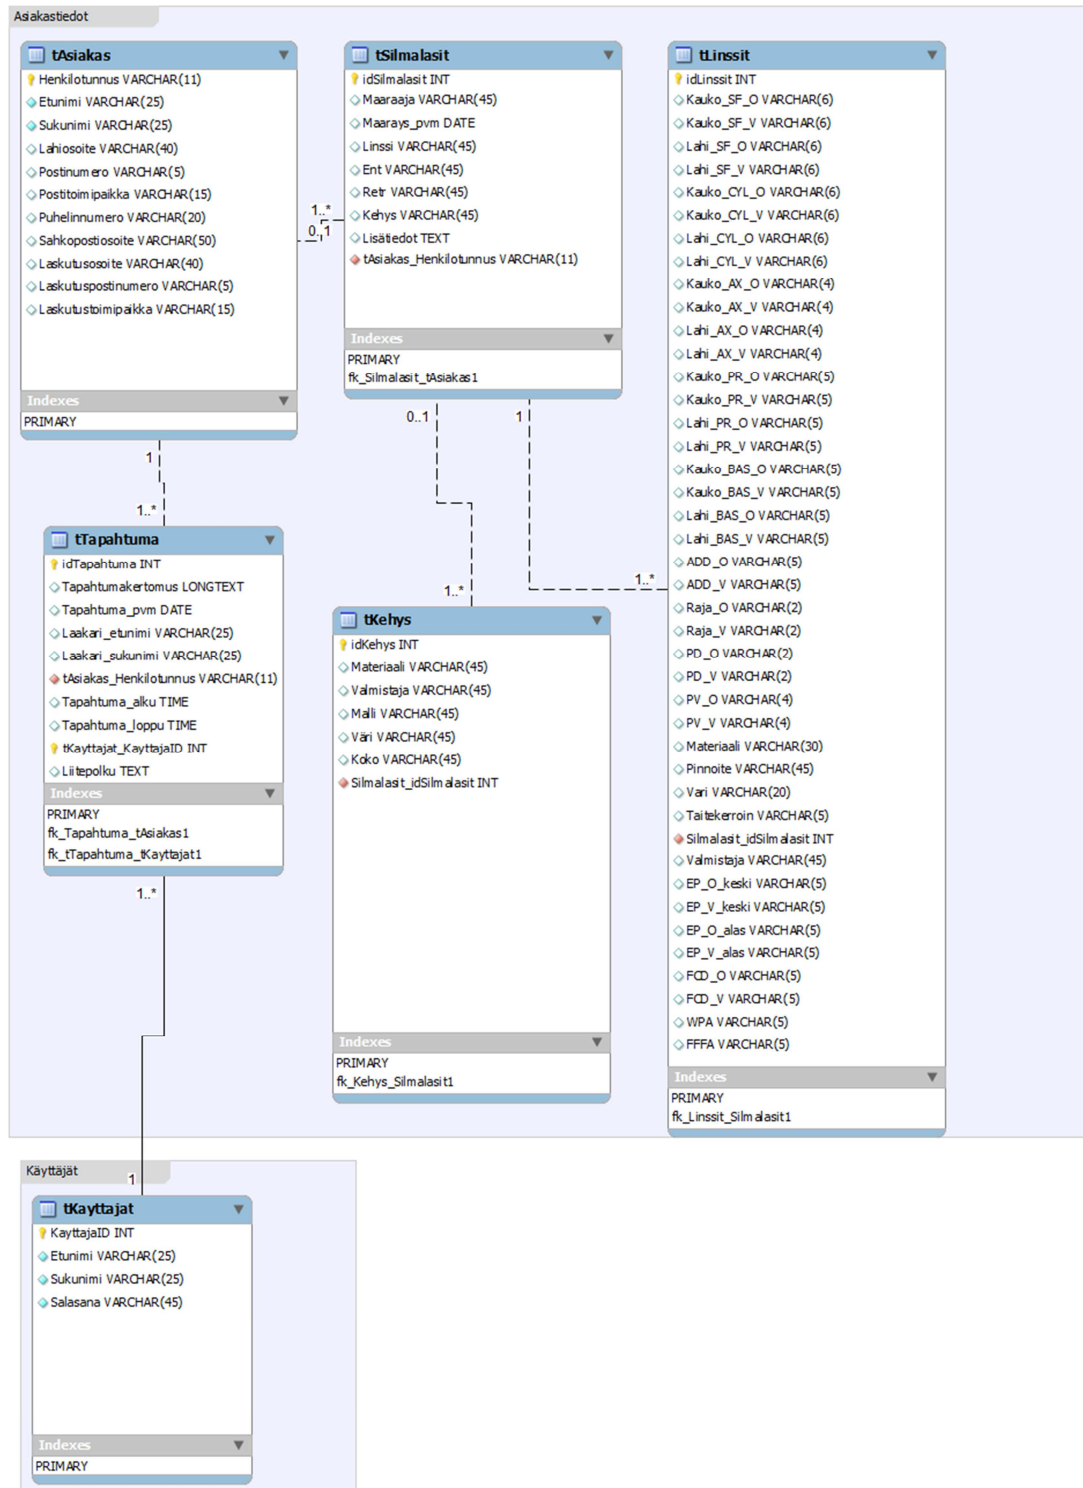 Asiakastiedot
tAsiakas
Henkilotunnus VARCHAR(11)
Etunimi VARCHAR(25)
Sukunimi VARCHAR(25)
Lahiosoite VARCHAR(40)
Postinumero VARCHAR(5)
Postitoimipaikka VARCHAR(15)
Puhelinnumero VARCHAR(20)
Sahkopostiosoite VARCHAR(50)
Laskutusosoite VARCHAR(40)
Laskutuspostinumero VARCHAR(5)
Laskutustoimipaikka VARCHAR(15)
Indexes
PRIMARY
1..*
0..1
tSilmalasit
idSilmalasit INT
Maaraaja VARCHAR(45)
Maarays_pvm DATE
Linssi VARCHAR(45)
Ent VARCHAR(45)
Retr VARCHAR(45)
Kehys VARCHAR(45)
Lisätiedot TEXT
tAsiakas_Henkilotunnus VARCHAR(11)
Indexes
PRIMARY
fk_Silmalasit_tAsiakas1
0..1
1
tLinssit
idLinssit INT
Kauko_SF_O VARCHAR(6)
Kauko_SF_V VARCHAR(6)
Lahi_SF_O VARCHAR(6)
Lahi_SF_V VARCHAR(6)
Kauko_CYL_O VARCHAR(6)
Kauko_CYL_V VARCHAR(6)
Lahi_CYL_O VARCHAR(6)
Lahi_CYL_V VARCHAR(6)
Kauko_AX_O VARCHAR(4)
Kauko_AX_V VARCHAR(4)
Lahi_AX_O VARCHAR(4)
Lahi_AX_V VARCHAR(4)
Kauko_PR_O VARCHAR(5)
Kauko_PR_V VARCHAR(5)
Lahi_PR_O VARCHAR(5)
Lahi_PR_V VARCHAR(5)
Kauko_BAS_O VARCHAR(5)
Kauko_BAS_V VARCHAR(5)
Lahi_BAS_O VARCHAR(5)
Lahi_BAS_V VARCHAR(5)
ADD_O VARCHAR(5)
ADD_V VARCHAR(5)
Raja_O VARCHAR(2)
Raja_V VARCHAR(2)
PD_O VARCHAR(2)
PD_V VARCHAR(2)
PV_O VARCHAR(4)
PV_V VARCHAR(4)
Materiaali VARCHAR(30)
Pinnoite VARCHAR(45)
Vari VARCHAR(20)
Taitekerroin VARCHAR(5)
Silmalasit_idSilmalasit INT
Valmistaja VARCHAR(45)
EP_O_keski VARCHAR(5)
EP_V_keski VARCHAR(5)
EP_O_alas VARCHAR(5)
EP_V_alas VARCHAR(5)
FCD_O VARCHAR(5)
FCD_V VARCHAR(5)
WPA VARCHAR(5)
FFFA VARCHAR(5)
Indexes
PRIMARY
fk_Linssit_Silmalasit1
1
1..*
tTapahtuma
idTapahtuma INT
Tapahtumakertomus LONGTEXT
Tapahtuma_pvm DATE
Laakari_etunimi VARCHAR(25)
Laakari_sukunimi VARCHAR(25)
tAsiakas_Henkilotunnus VARCHAR(11)
Tapahtuma_alku TIME
Tapahtuma_loppu TIME
tKayttajat_KayttajaID INT
Liitepolku TEXT
Indexes
PRIMARY
fk_Tapahtuma_tAsiakas1
fk_tTapahtuma_tKayttajat1
1..*
1..*
1..*
tKehys
idKehys INT
Materiaali VARCHAR(45)
Valmistaja VARCHAR(45)
Malli VARCHAR(45)
Väri VARCHAR(45)
Koko VARCHAR(45)
Silmalasit_idSilmalasit INT
Indexes
PRIMARY
fk_Kehys_Silmalasit1
Käyttäjät
1
tKayttajat
KayttajaID INT
Etunimi VARCHAR(25)
Sukunimi VARCHAR(25)
Salasana VARCHAR(45)
Indexes
PRIMARY